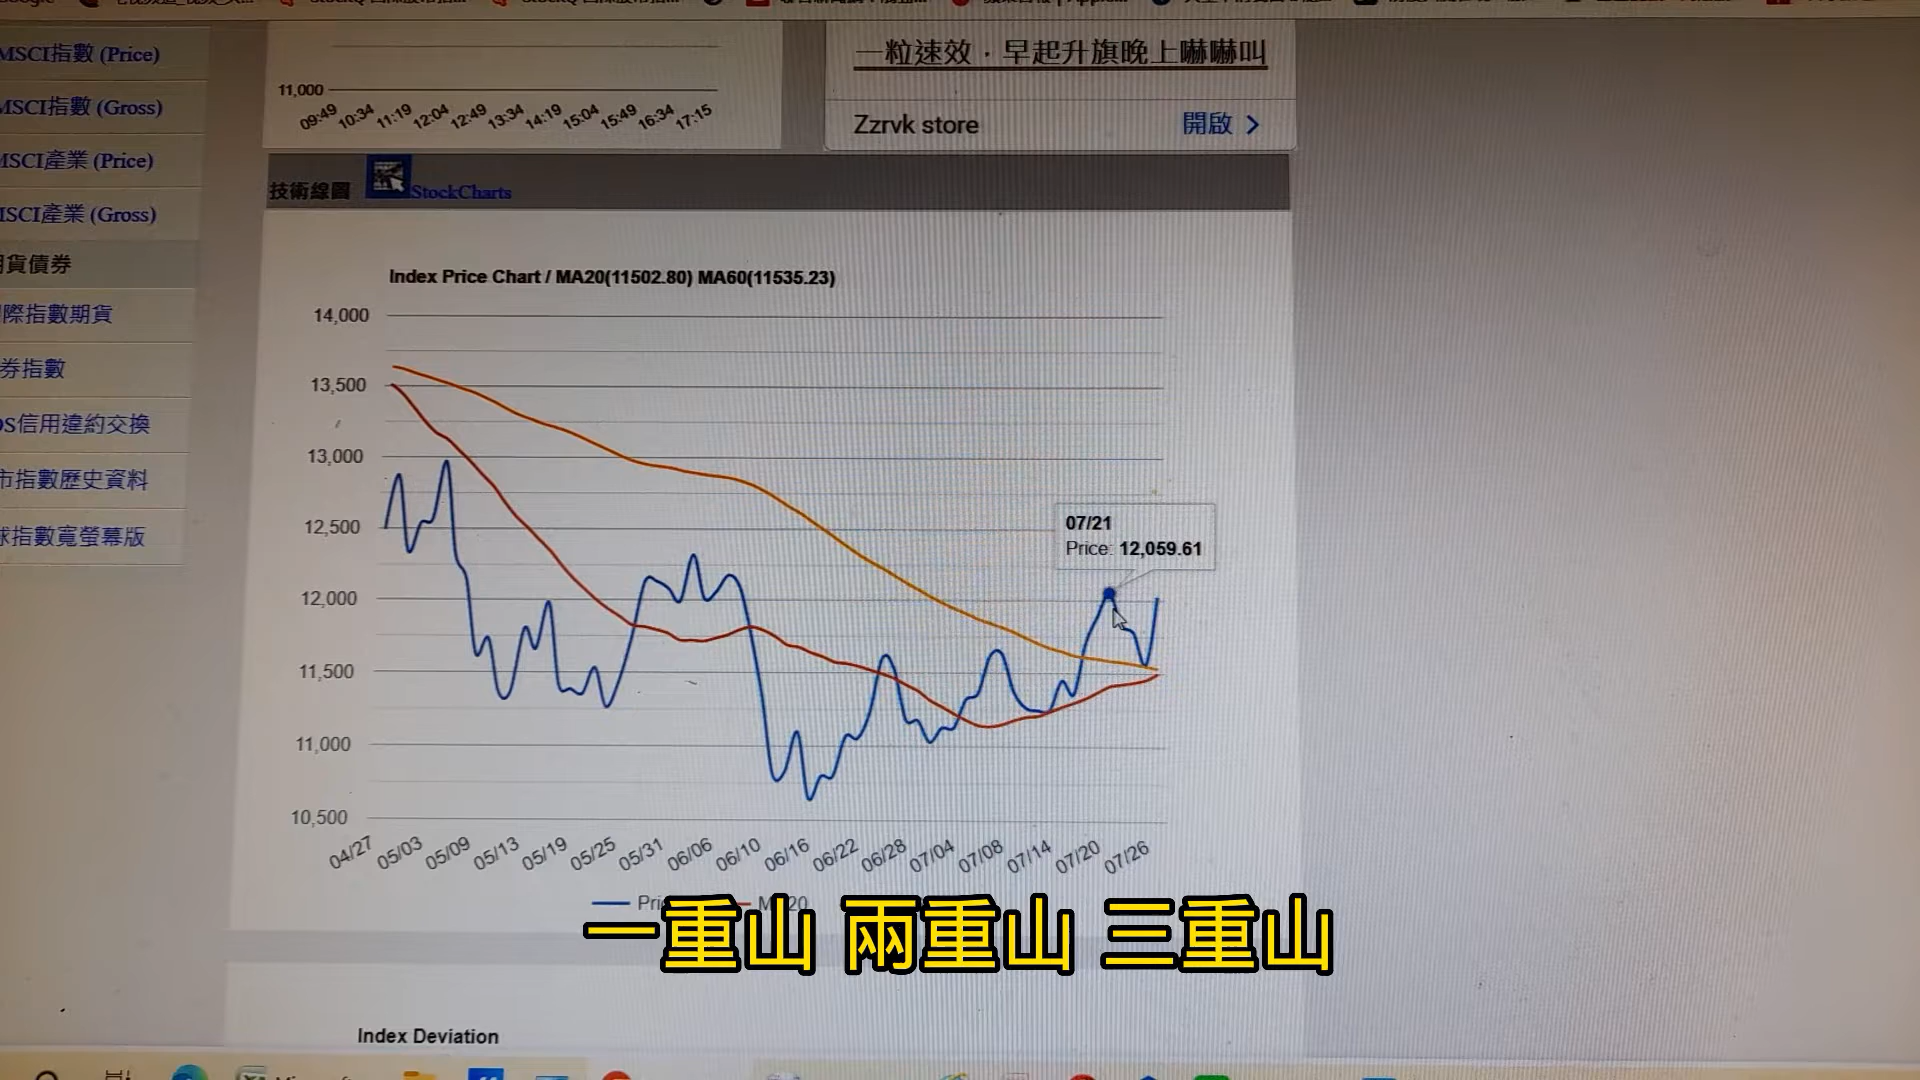 MSCI指數 (Price)
MSCI指數 (Gross)
MSCI產業 (Price)
MSCI產業 (Gross)
貨債券
際指數期貨
券指數
DS信用違約交換
市指數歷史資料
球指數寬螢幕版
11,000
09:49 10:34 11:19 12:04 12:49 13:34 14:19 15:04 15:49 16:34 17:15
一粒速效．早起升旗晚上嚇嚇叫
Zzrvk store
開啟
技術線圖 StockCharts
Index Price Chart / MA20(11502.80) MA60(11535.23)
14,000
13,500
13,000
12,500
12,000
11,500
11,000
10,500
07/21
Price: 12,059.61
04/27 05/03 05/09 05/13 05/19 05/25 05/31 06/06 06/10 06/16 06/22 06/28 07/04 07/08 07/14 07/20 07/26
一重山 兩重山 三重山
Index Deviation